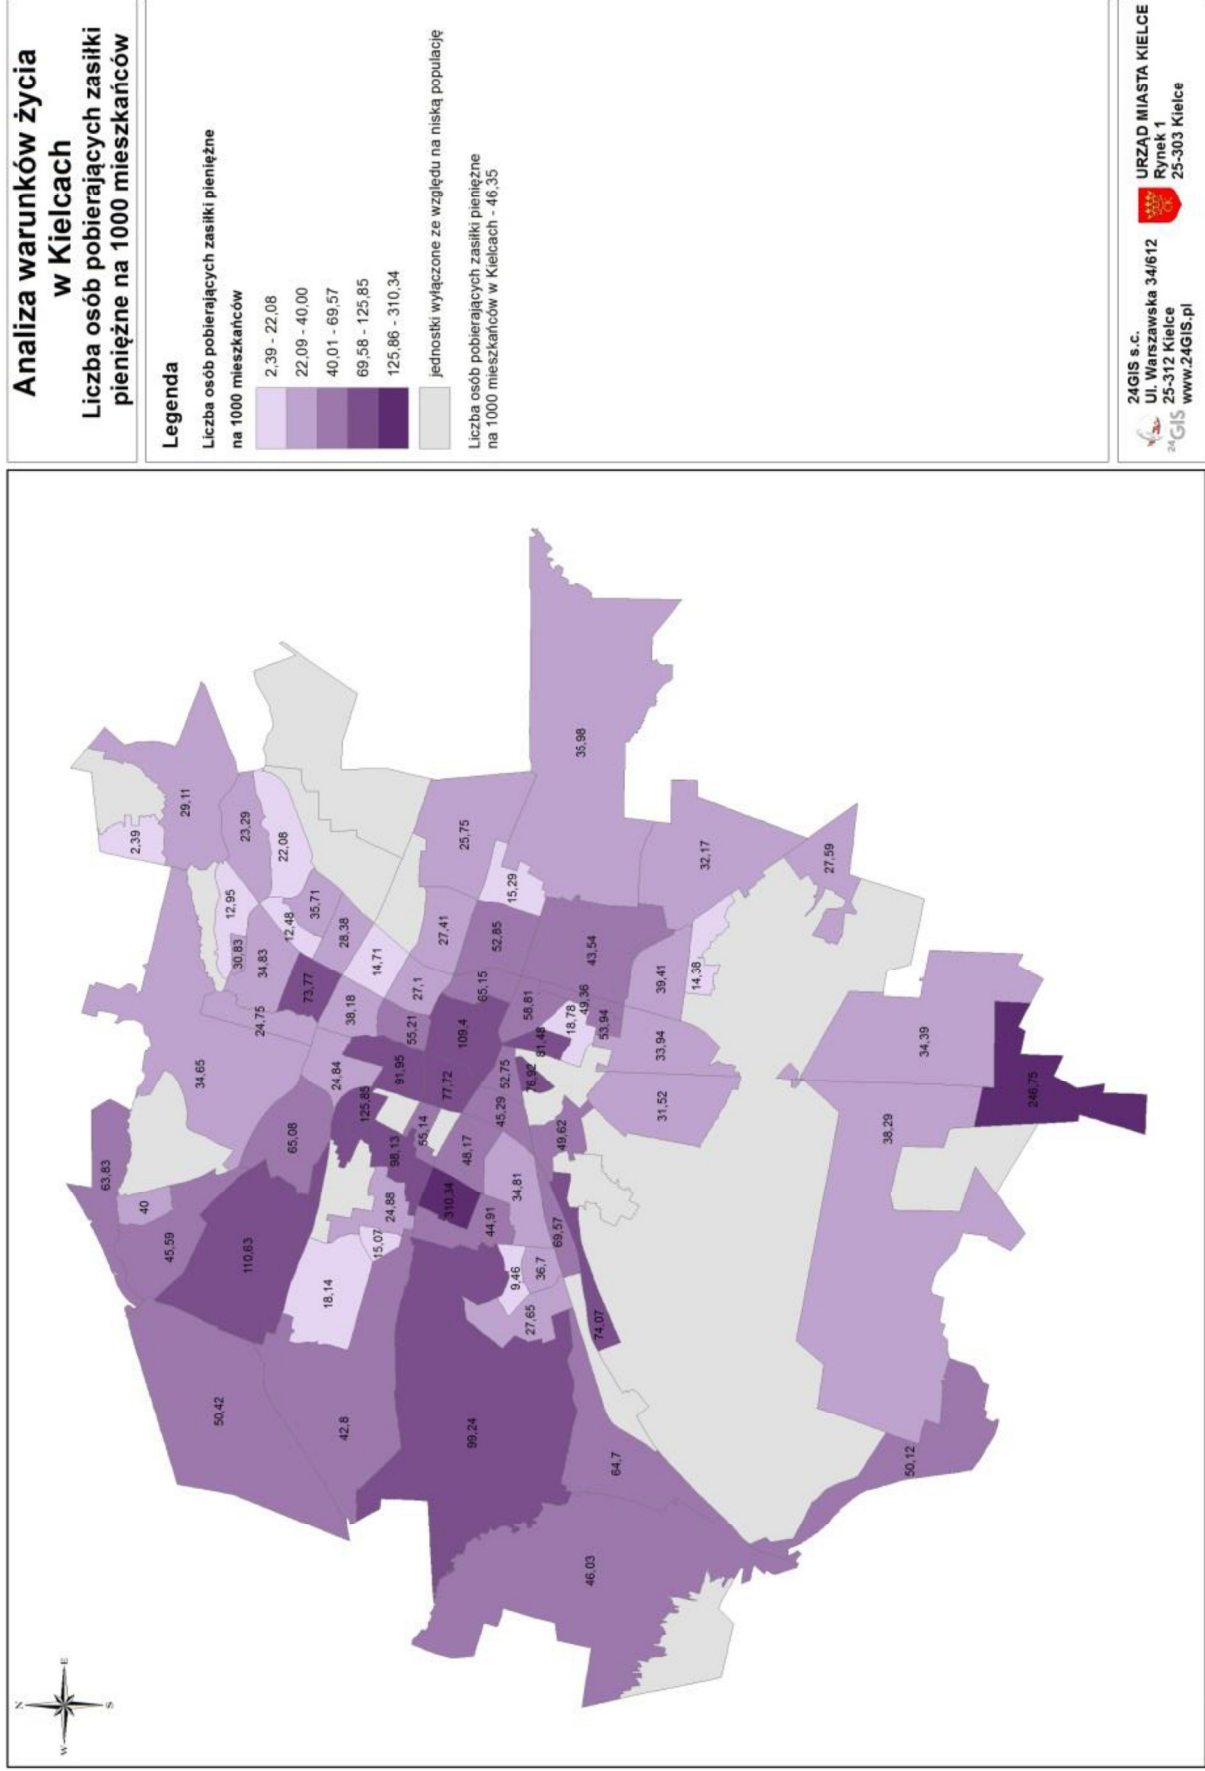 Analiza warunków życia
w Kielcach
Liczba osób pobierających zasiłki
pieniężne na 1000 mieszkańców
Legenda
Liczba osób pobierających zasiłki pieniężne
na 1000 mieszkańców
2,39 - 22,08
22,09 - 40,00
40,01 - 69,57
69,58 - 125,85
125,86 - 310,34
jednostki wyłączone ze względu na niską populację
Liczba osób pobierających zasiłki pieniężne
na 1000 mieszkańców w Kielcach - 46,35
24GIS
24GIS s.c.
Ul. Warszawska 34/612
25-312 Kielce
www.24GIS.pl
CK
URZĄD MIASTA KIELCE
Rynek 1
25-303 Kielce
N
W
E
S
63,83
40
45,59
110,63
50,42
42,8
18,14
15,07
24,88
65,08
34,65
2,39
29,11
23,29
22,08
12,95
30,83
34,83
12,48
35,71
28,38
24,75
73,77
38,18
14,71
24,84
125,85
98,13
91,95
55,21
27,1
27,41
25,75
55,14
77,72
109,4
65,15
52,85
15,29
310,34
48,17
45,29
52,75
44,91
34,81
99,24
9,46
36,7
27,65
69,57
49,62
76,92
81,48
58,81
18,78
49,36
53,94
43,54
35,98
74,07
64,7
46,03
31,52
33,94
39,41
14,38
32,17
27,59
38,29
34,39
246,75
50,12